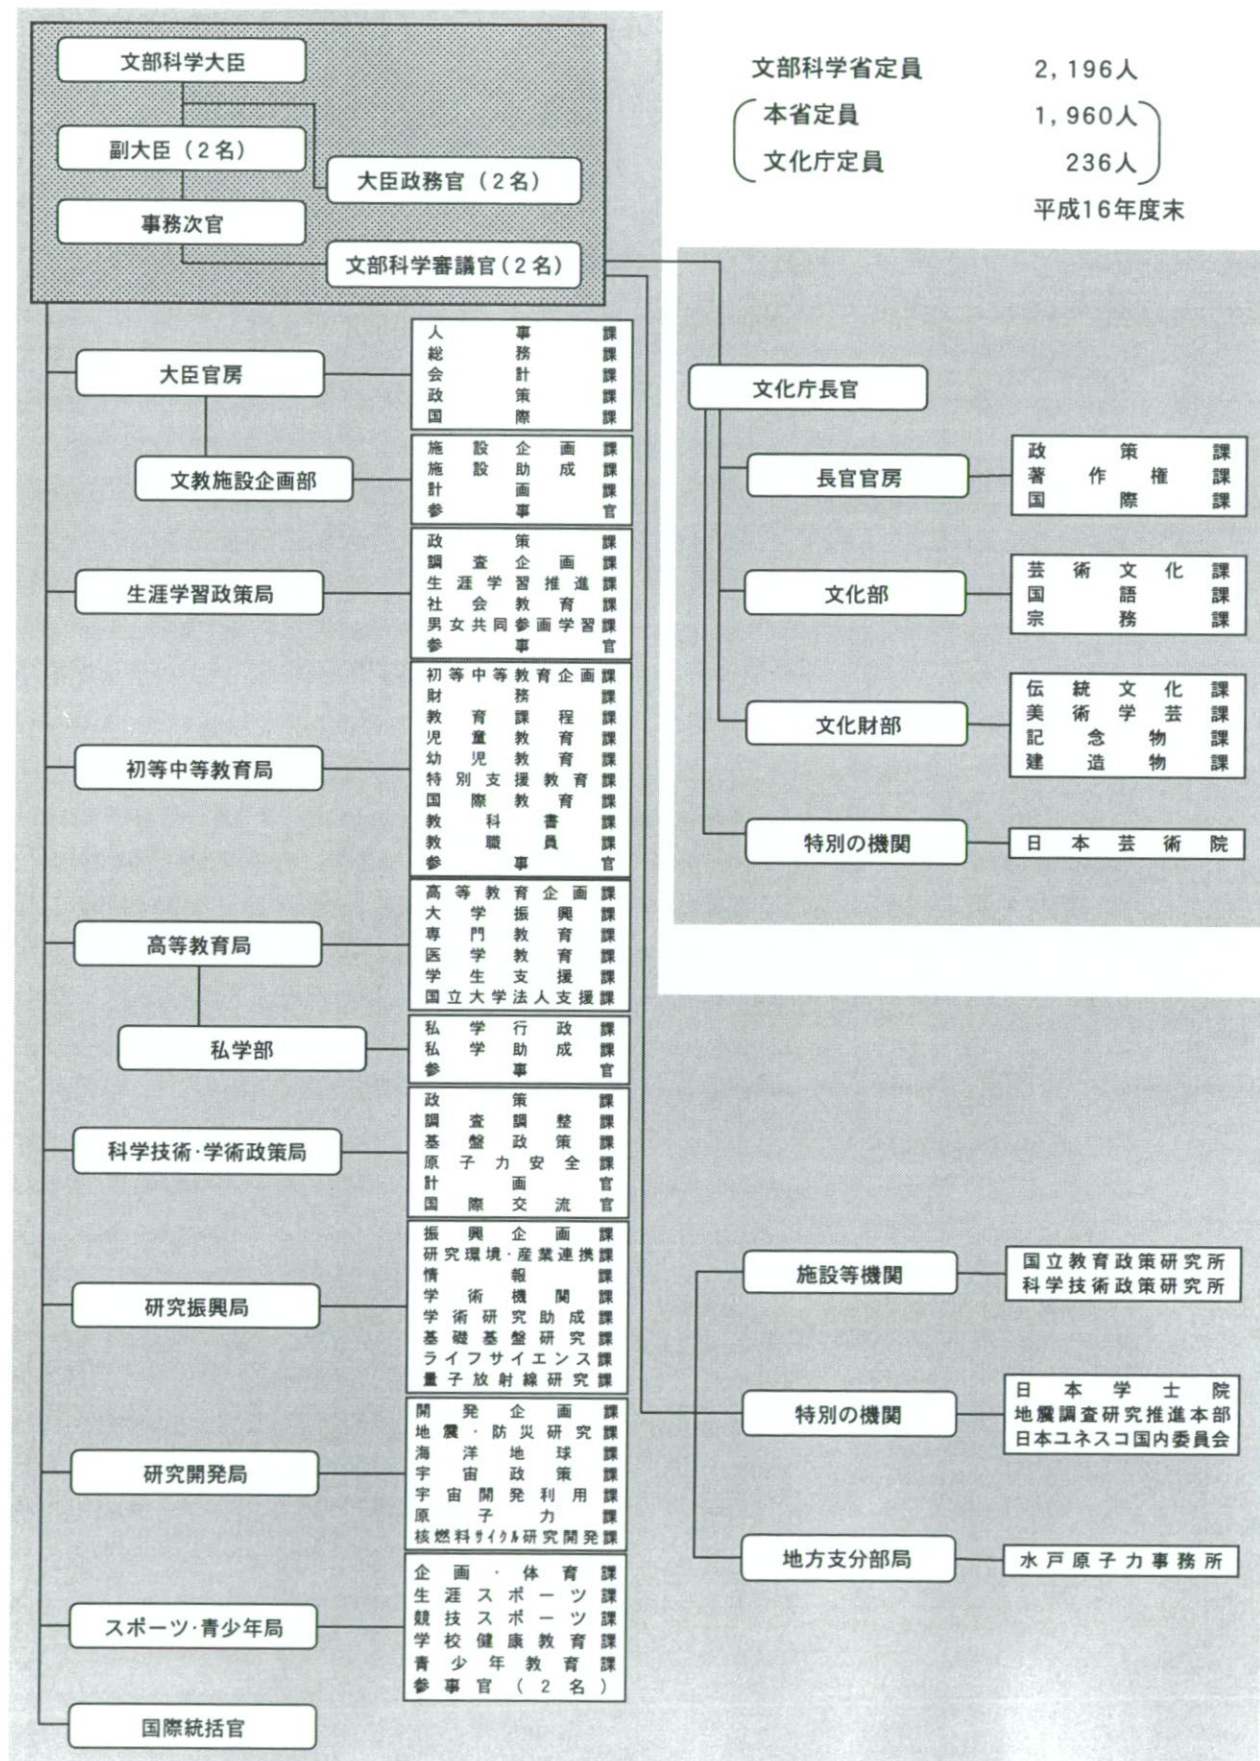 文部科学大臣
副大臣（2名）
大臣政務官（2名）
事務次官
文部科学審議官（2名）
文部科学省定員 2,196人
本省定員 1,960人
文化庁定員 236人
平成16年度末
大臣官房
人事課
総務課
会計課
政策課
国際課
文教施設企画部
施設企画課
施設助成課
計画課
参事官
生涯学習政策局
政策課
調査企画課
生涯学習推進課
社会教育課
男女共同参画学習課
参事官
初等中等教育局
初等中等教育企画課
財務課
教育課程課
児童教育課
幼児教育課
特別支援教育課
国際教育課
教科書課
教職員課
参事官
高等教育局
高等教育企画課
大学振興課
専門教育課
医学教育課
学生支援課
国立大学法人支援課
私学部
私学行政課
私学助成課
参事官
科学技術・学術政策局
政策課
調査調整課
基盤政策課
原子力安全課
計画官
国際交流官
研究振興局
振興企画課
研究環境・産業連携課
情報課
学術機関課
学術研究助成課
基礎基盤研究課
ライフサイエンス課
量子放射線研究課
研究開発局
開発企画課
地震・防災研究課
海洋地球課
宇宙政策課
宇宙開発利用課
原子力課
核燃料サイクル研究開発課
スポーツ・青少年局
企画・体育課
生涯スポーツ課
競技スポーツ課
学校健康教育課
青少年教育課
参事官（2名）
国際統括官
文化庁長官
長官官房
政策課
著作権課
国際課
文化部
芸術文化課
国語課
宗務課
文化財部
伝統文化課
美術学芸課
記念物課
建造物課
特別の機関
日本芸術院
施設等機関
国立教育政策研究所
科学技術政策研究所
特別の機関
日本学士院
地震調査研究推進本部
日本ユネスコ国内委員会
地方支分部局
水戸原子力事務所